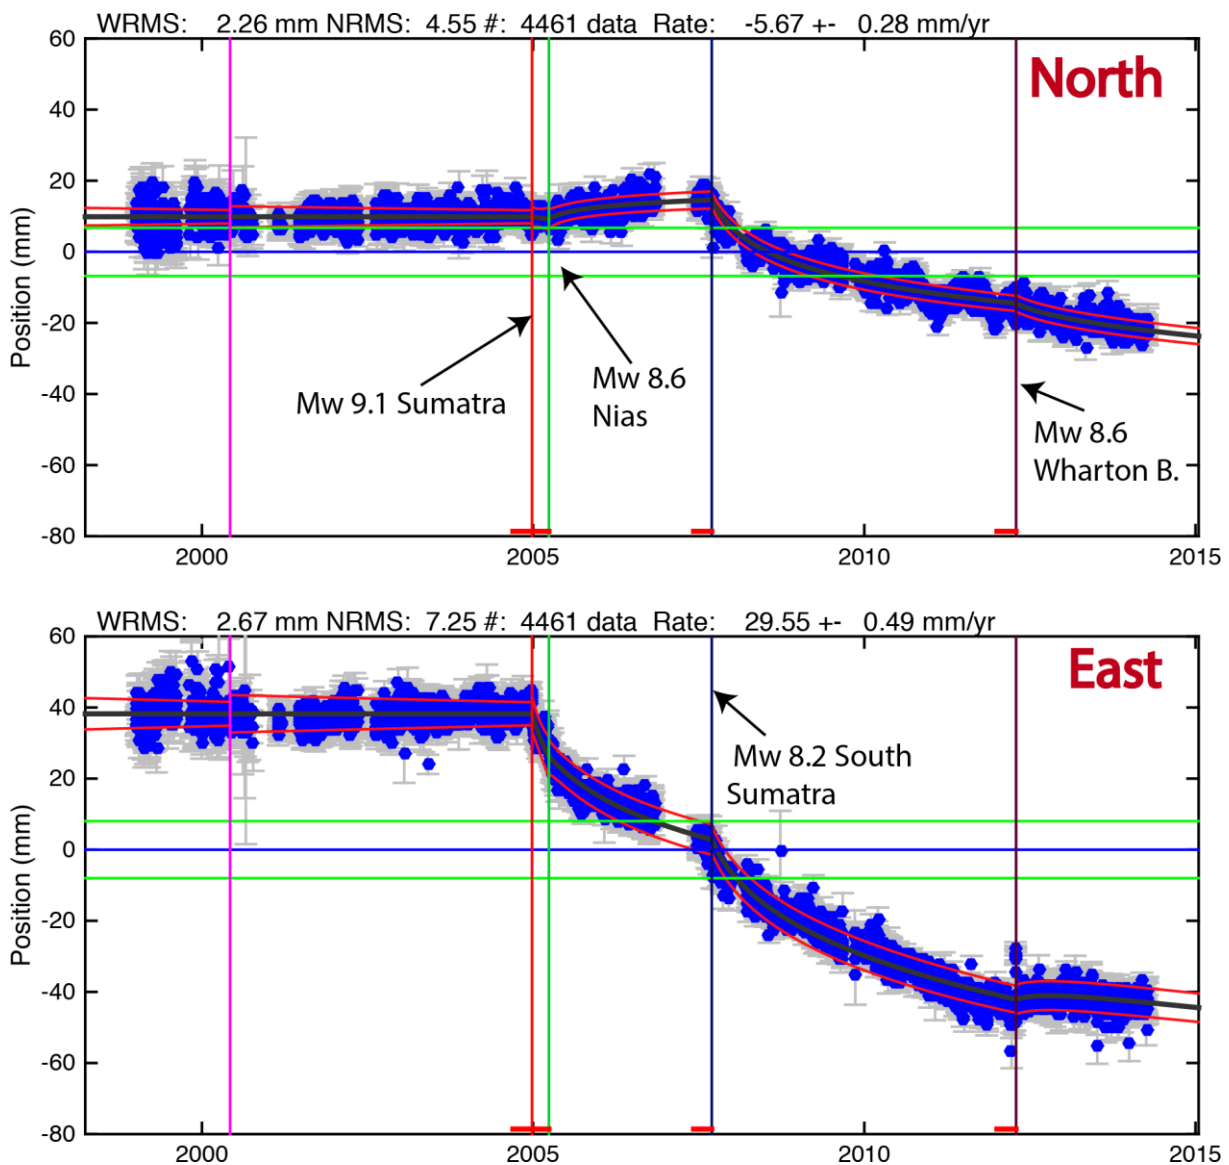 WRMS: 2.26 mm NRMS: 4.55 #: 4461 data Rate: -5.67 +- 0.28 mm/yr
60
North
40
20
0
-20
-40
-60
-80
Position (mm)
Mw 9.1 Sumatra
Mw 8.6
Nias
Mw 8.6
Wharton B.
2000 2005 2010 2015
WRMS: 2.67 mm NRMS: 7.25 #: 4461 data Rate: 29.55 +- 0.49 mm/yr
60
East
40
20
0
-20
-40
-60
-80
Position (mm)
Mw 8.2 South
Sumatra
2000 2005 2010 2015